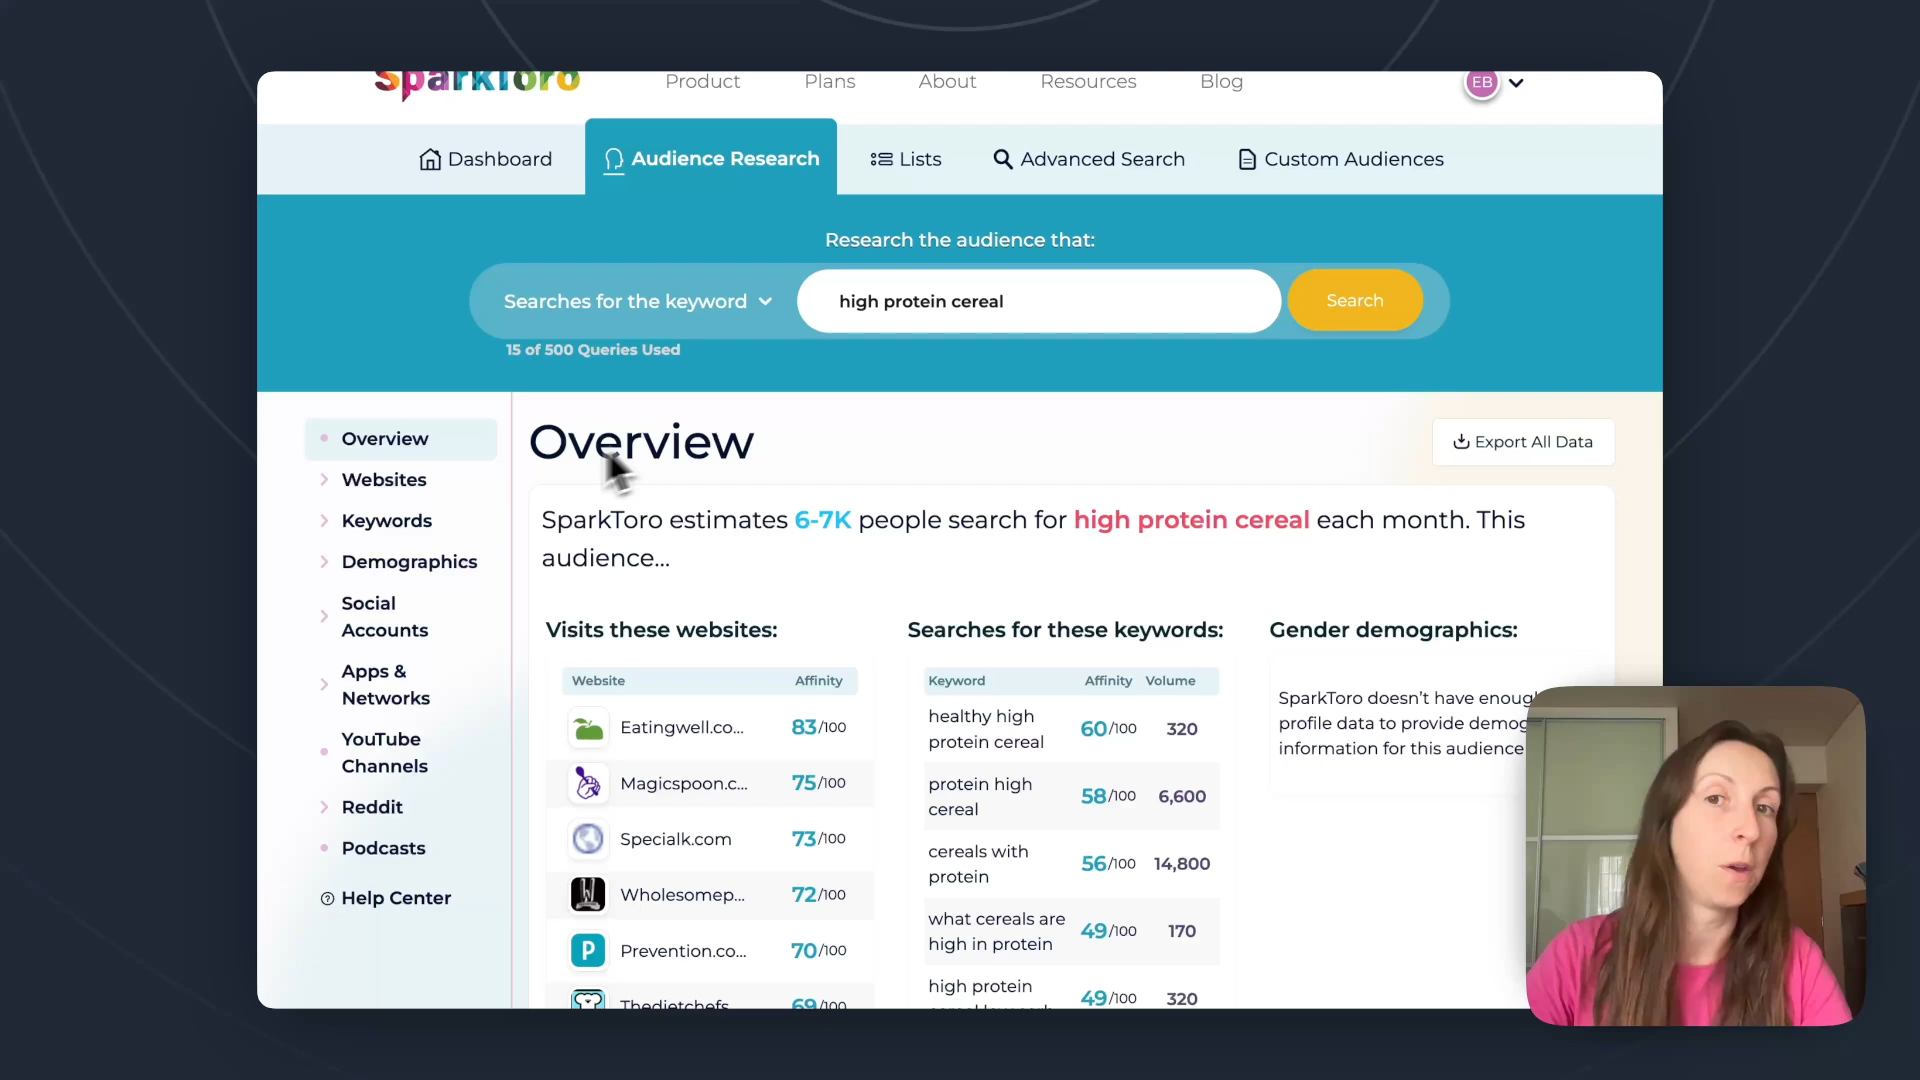 SparkToro
Product
Plans
About
Resources
Blog
EB
Dashboard
Audience Research
Lists
Advanced Search
Custom Audiences
Research the audience that:
Searches for the keyword
high protein cereal
Search
15 of 500 Queries Used
Overview
Websites
Keywords
Demographics
Social
Accounts
Apps &
Networks
YouTube
Channels
Reddit
Podcasts
Help Center
Overview
Export All Data
SparkToro estimates 6-7K people search for high protein cereal each month. This
audience...
Visits these websites:
Website Affinity
Eatingwell.co... 83/100
Magicspoon.c... 75/100
Specialk.com 73/100
Wholesomep... 72/100
P
Prevention.co... 70/100
Thedietchefs 69/100
Searches for these keywords:
Keyword Affinity Volume
healthy high
protein cereal 60/100 320
protein high
cereal 58/100 6,600
cereals with
protein 56/100 14,800
what cereals are
high in protein 49/100 170
high protein
49/100 320
Gender demographics:
SparkToro doesn't have enoug
profile data to provide demog
information for this audience